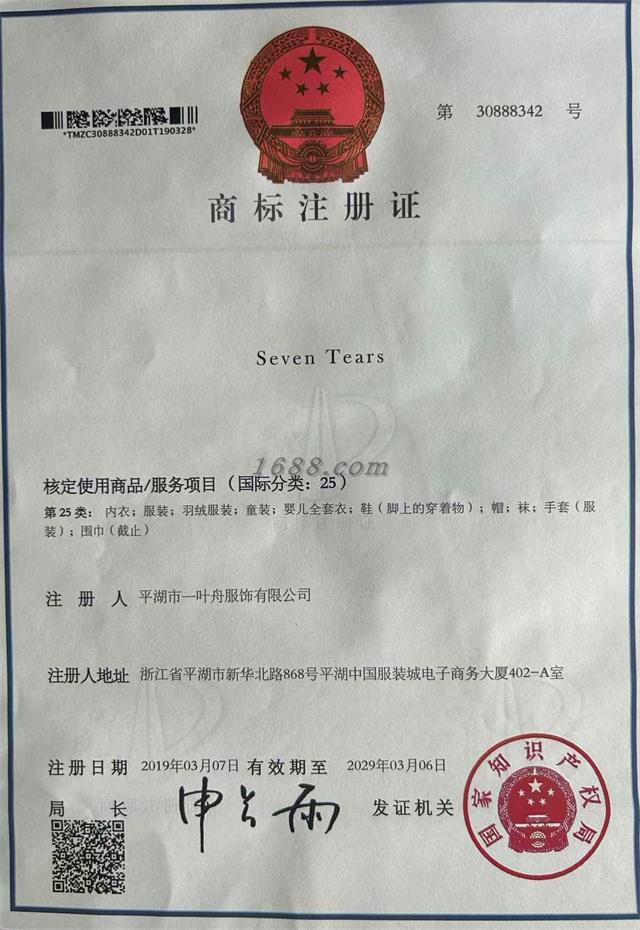 第 30888342 号
*TMZC30888342D01T190328*
商标注册证
Seven Tears
1688.com
核定使用商品/服务项目（国际分类：25）
第25类：内衣；服装；羽绒服装；童装；婴儿全套衣；鞋（脚上的穿着物）；帽；袜；手套（服
装）；围巾（截止）
商标注册证
注册人 平湖市一叶舟服饰有限公司
注册人地址 浙江省平湖市新华北路868号平湖中国服装城电子商务大厦402-A室
注册日期 2019年03月07日 有效期至 2029年03月06日
局长 申长雨 发证机关
国家知识产权局